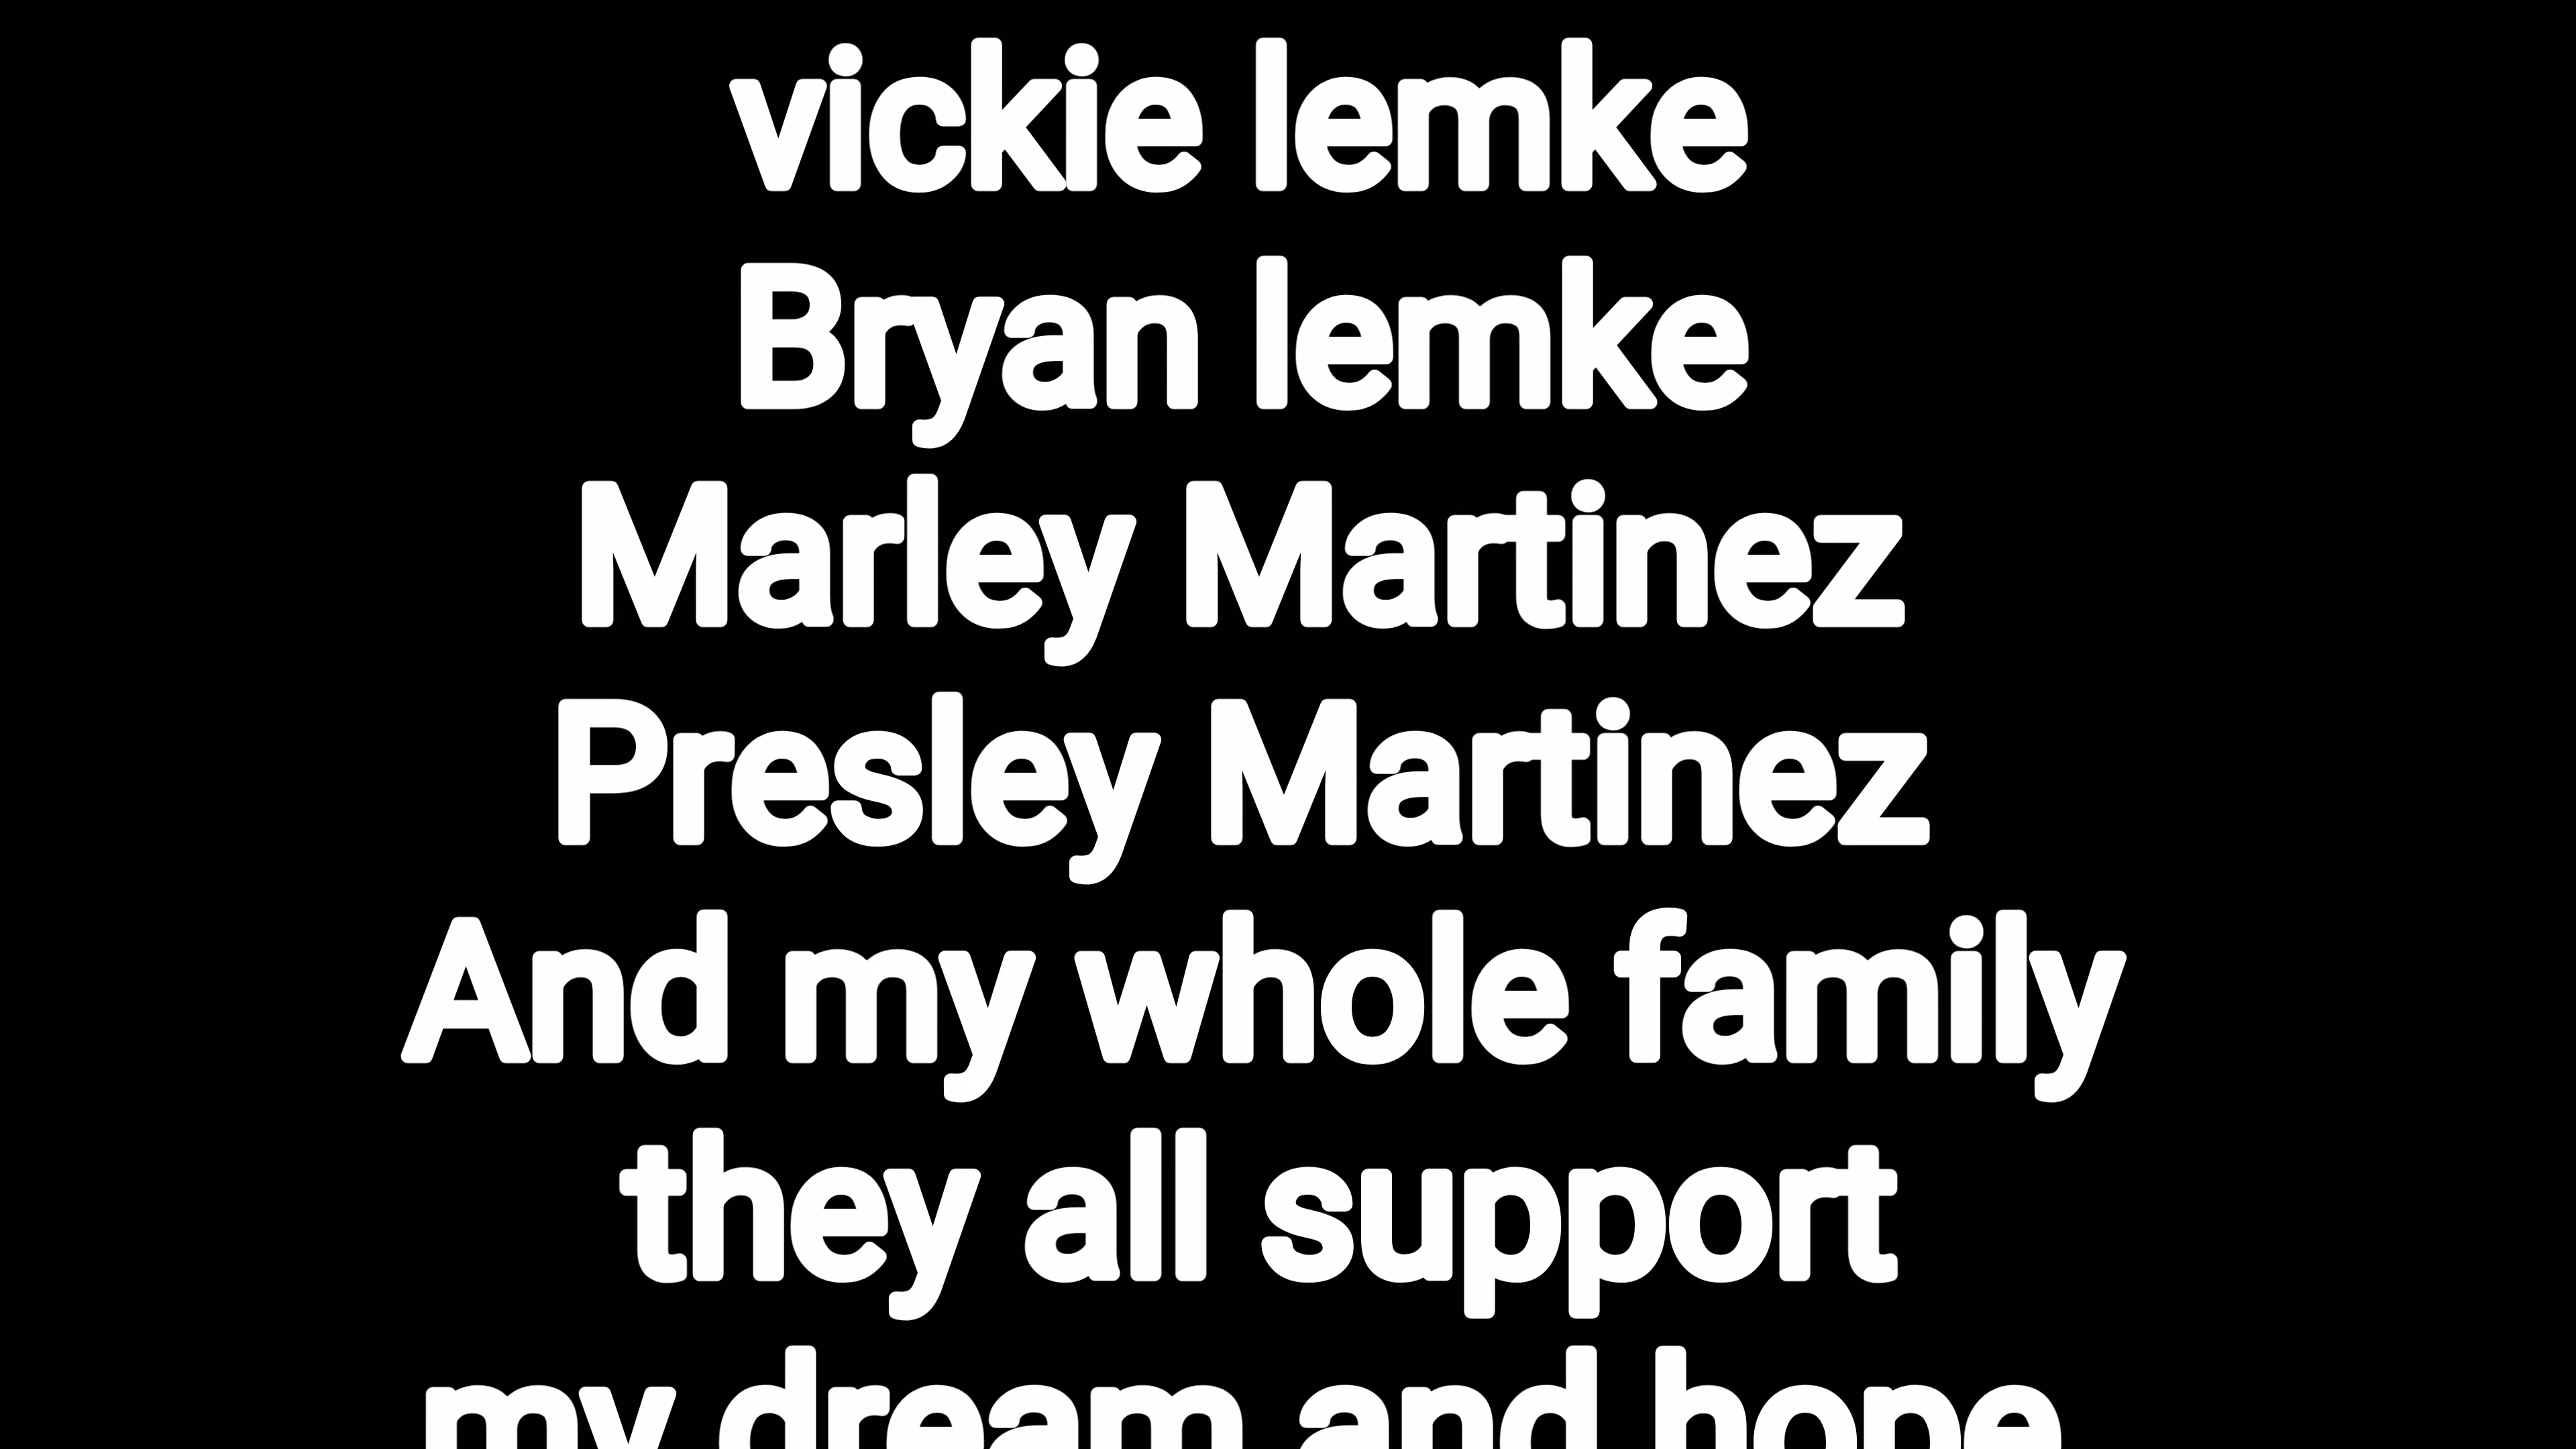 vickie lemke
Bryan lemke
Marley Martinez
Presley Martinez
And my whole family
they all support
my dream and hope